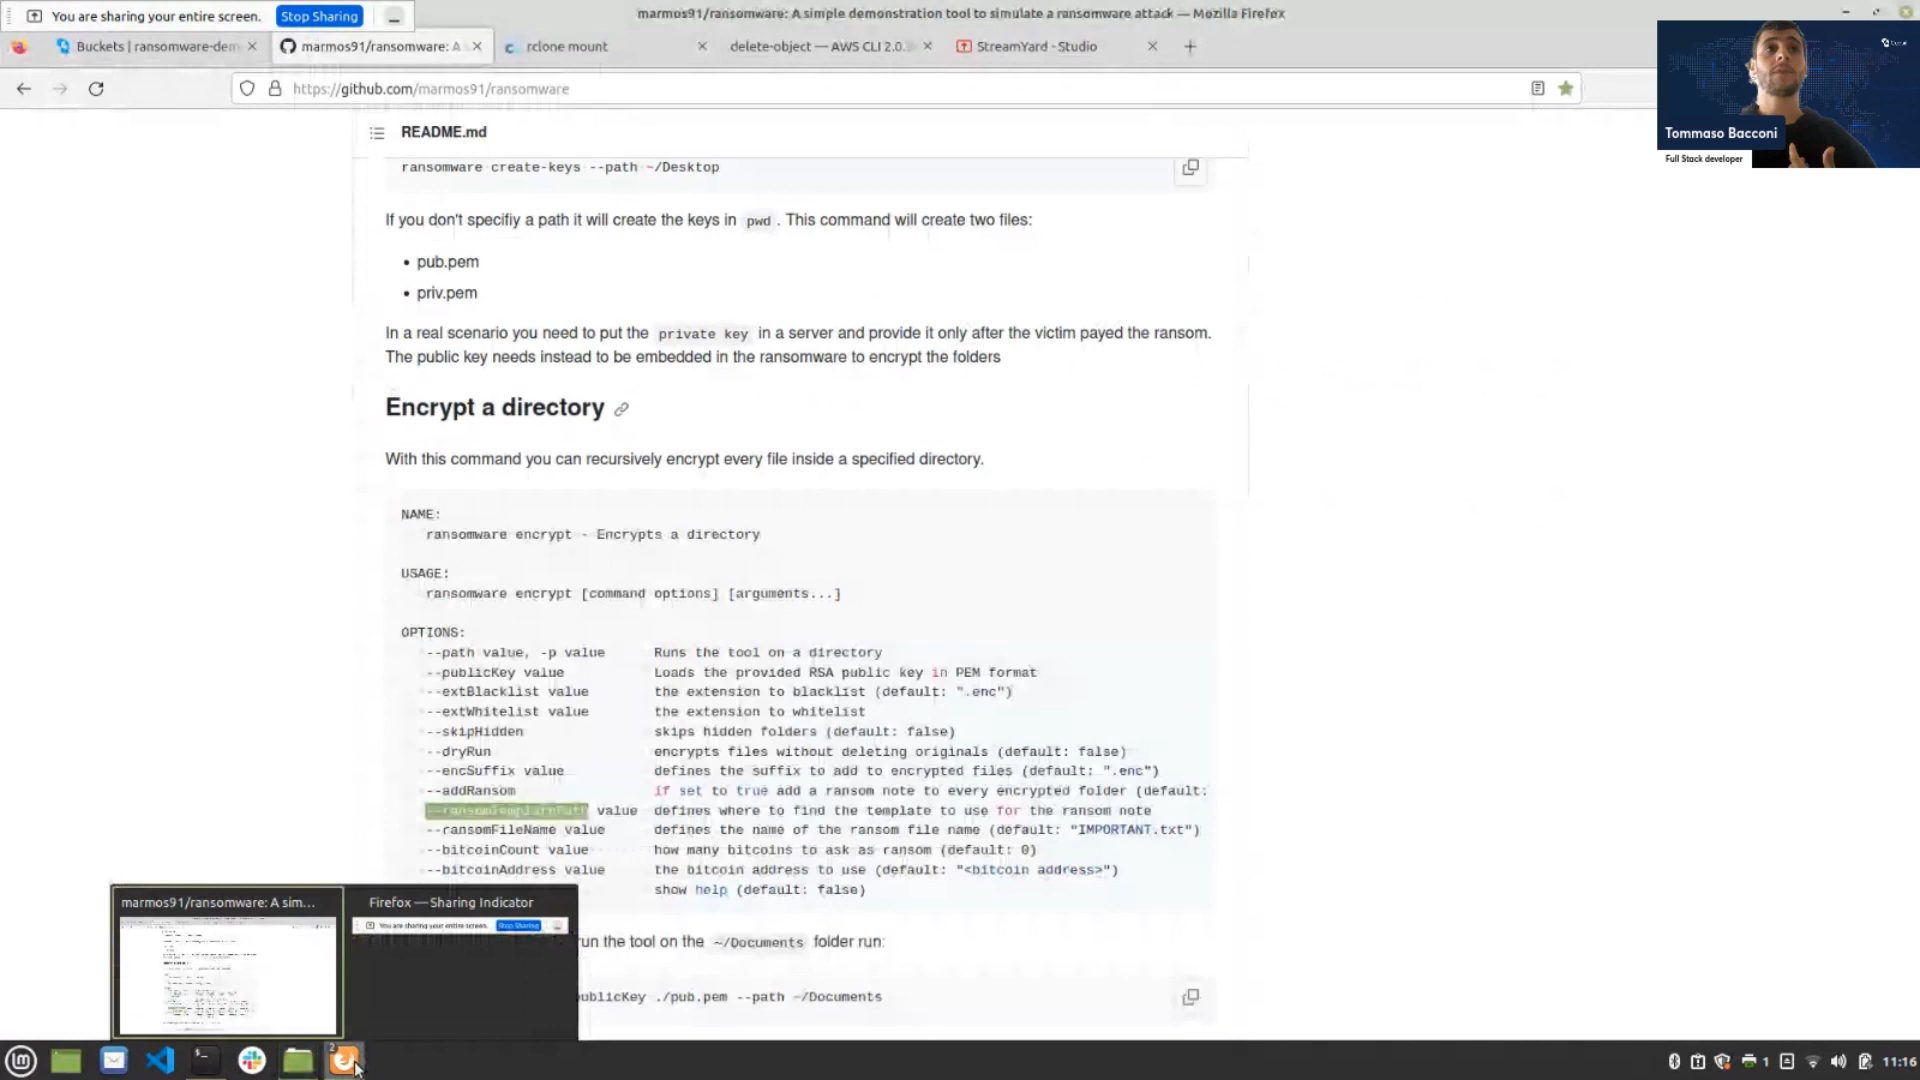 You are sharing your entire screen. Stop Sharing
marmos91/ransomware: A simple demonstration tool to simulate a ransomware attack — Mozilla Firefox
Buckets | ransomware-dem
marmos91/ransomware: A
rclone mount
delete-object — AWS CLI 2.0.
StreamYard - Studio
https://github.com/marmos91/ransomware
Tommaso Bacconi
Full Stack developer
README.md
ransomware create-keys --path ~/Desktop
If you don't specifiy a path it will create the keys in pwd . This command will create two files:
• pub.pem
• priv.pem
In a real scenario you need to put the private key in a server and provide it only after the victim payed the ransom.
The public key needs instead to be embedded in the ransomware to encrypt the folders
Encrypt a directory
With this command you can recursively encrypt every file inside a specified directory.
NAME:
ransomware encrypt - Encrypts a directory
USAGE:
ransomware encrypt [command options] [arguments...]
OPTIONS:
--path value, -p value Runs the tool on a directory
--publicKey value Loads the provided RSA public key in PEM format
--extBlacklist value the extension to blacklist (default: ".enc")
--extWhitelist value the extension to whitelist
--skipHidden skips hidden folders (default: false)
--dryRun encrypts files without deleting originals (default: false)
--encSuffix value defines the suffix to add to encrypted files (default: ".enc")
--addRansom if set to true add a ransom note to every encrypted folder (default:
--ransomTemplatePath value defines where to find the template to use for the ransom note
--ransomFileName value defines the name of the ransom file name (default: "IMPORTANT.txt")
--bitcoinCount value how many bitcoins to ask as ransom (default: 0)
--bitcoinAddress value the bitcoin address to use (default: "<bitcoin address>")
show help (default: false)
run the tool on the ~/Documents folder run:
publicKey ./pub.pem --path ~/Documents
marmos91/ransomware: A sim...
Firefox — Sharing Indicator
You are sharing your entire screen. Stop Sharing
2
1
11:16